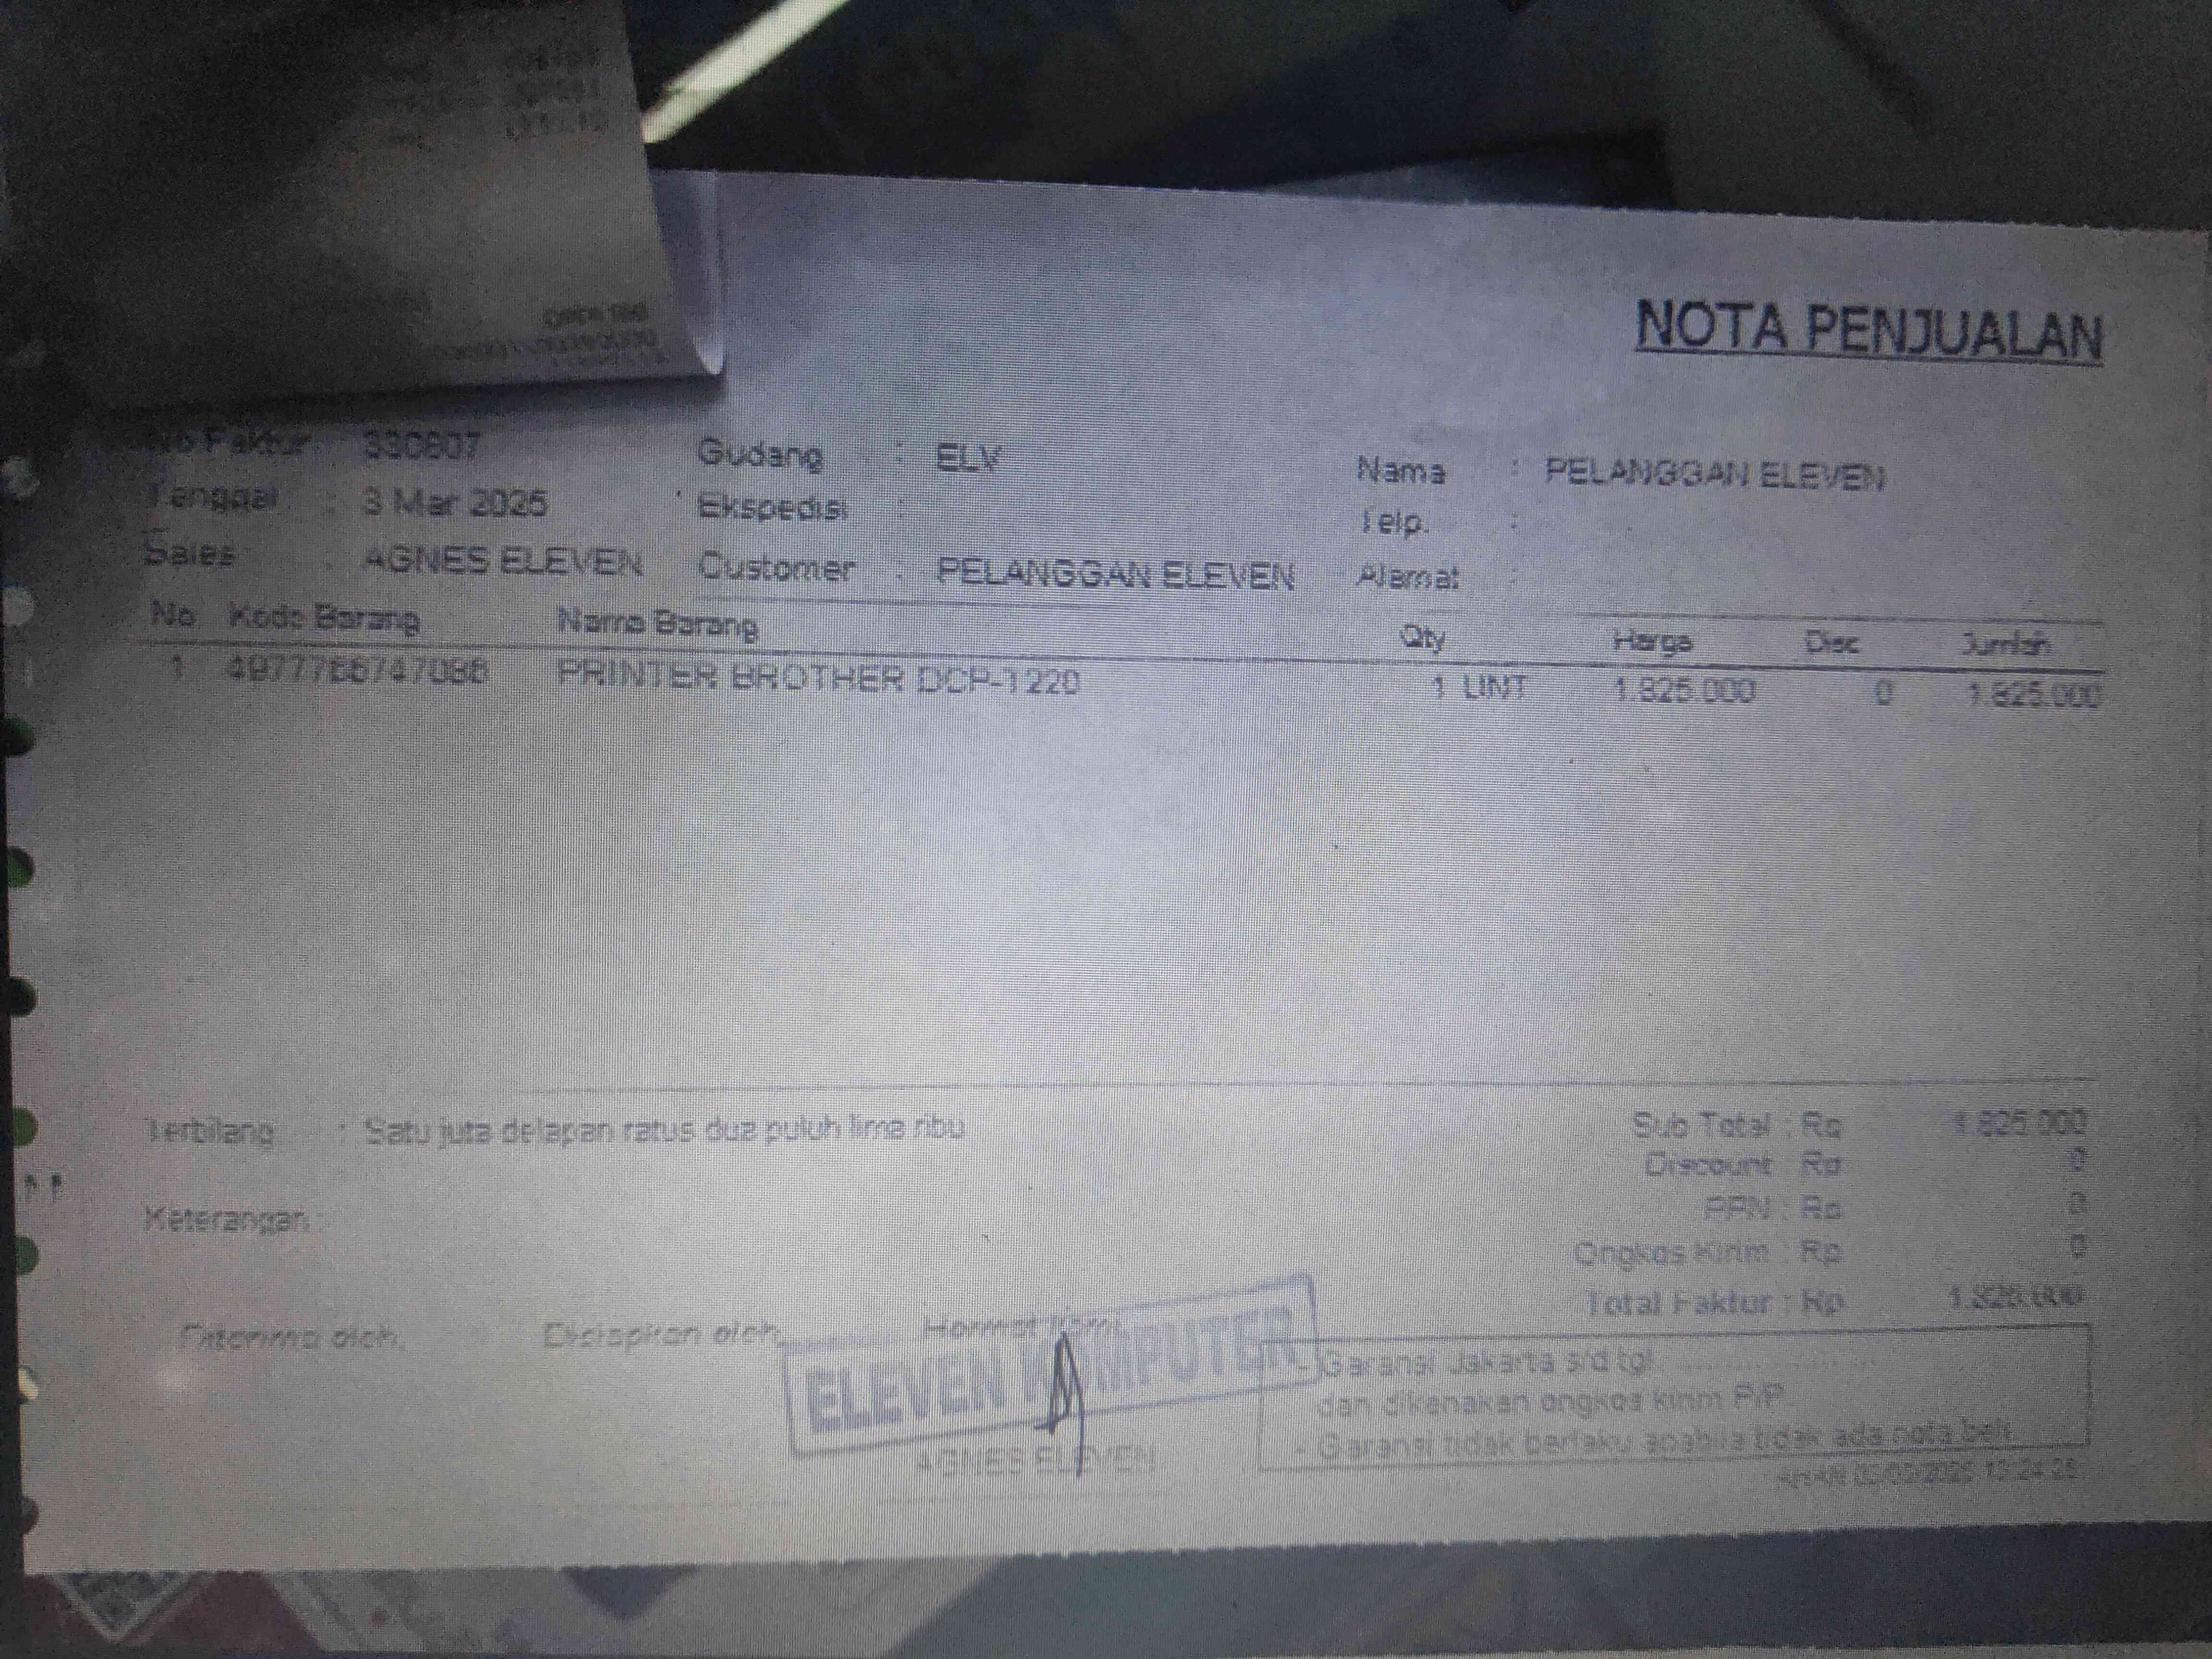 NOTA PENJUALAN
No Faktur : 330807 Gudang : ELV Nama : PELANGGAN ELEVEN
Tanggal : 3 Mar 2025 Ekspedisi : Telp. :
Sales : AGNES ELEVEN Customer : PELANGGAN ELEVEN Alamat :
No Kode Barang Nama Barang Qty Harga Disc Jumlah
1 4977766747088 PRINTER BROTHER DCP-1220 1 UNT 1.825.000 0 1.825.000
Terbilang : Satu juta delapan ratus dua puluh lima ribu Sub Total : Rp 1.825.000
Discount : Rp 0
PPN : Rp 0
Keterangan : Ongkos Kirim : Rp 0
Total Faktur : Rp 1.825.000
Diterima oleh, Disiapkan oleh, Hormat
ELEVEN KOMPUTER
AGNES ELEVEN
- Garansi Jakarta s/d tgl
dan dikenakan ongkos kirim P/P.
- Garansi tidak berlaku apabila tidak ada nota beli
13:24:28